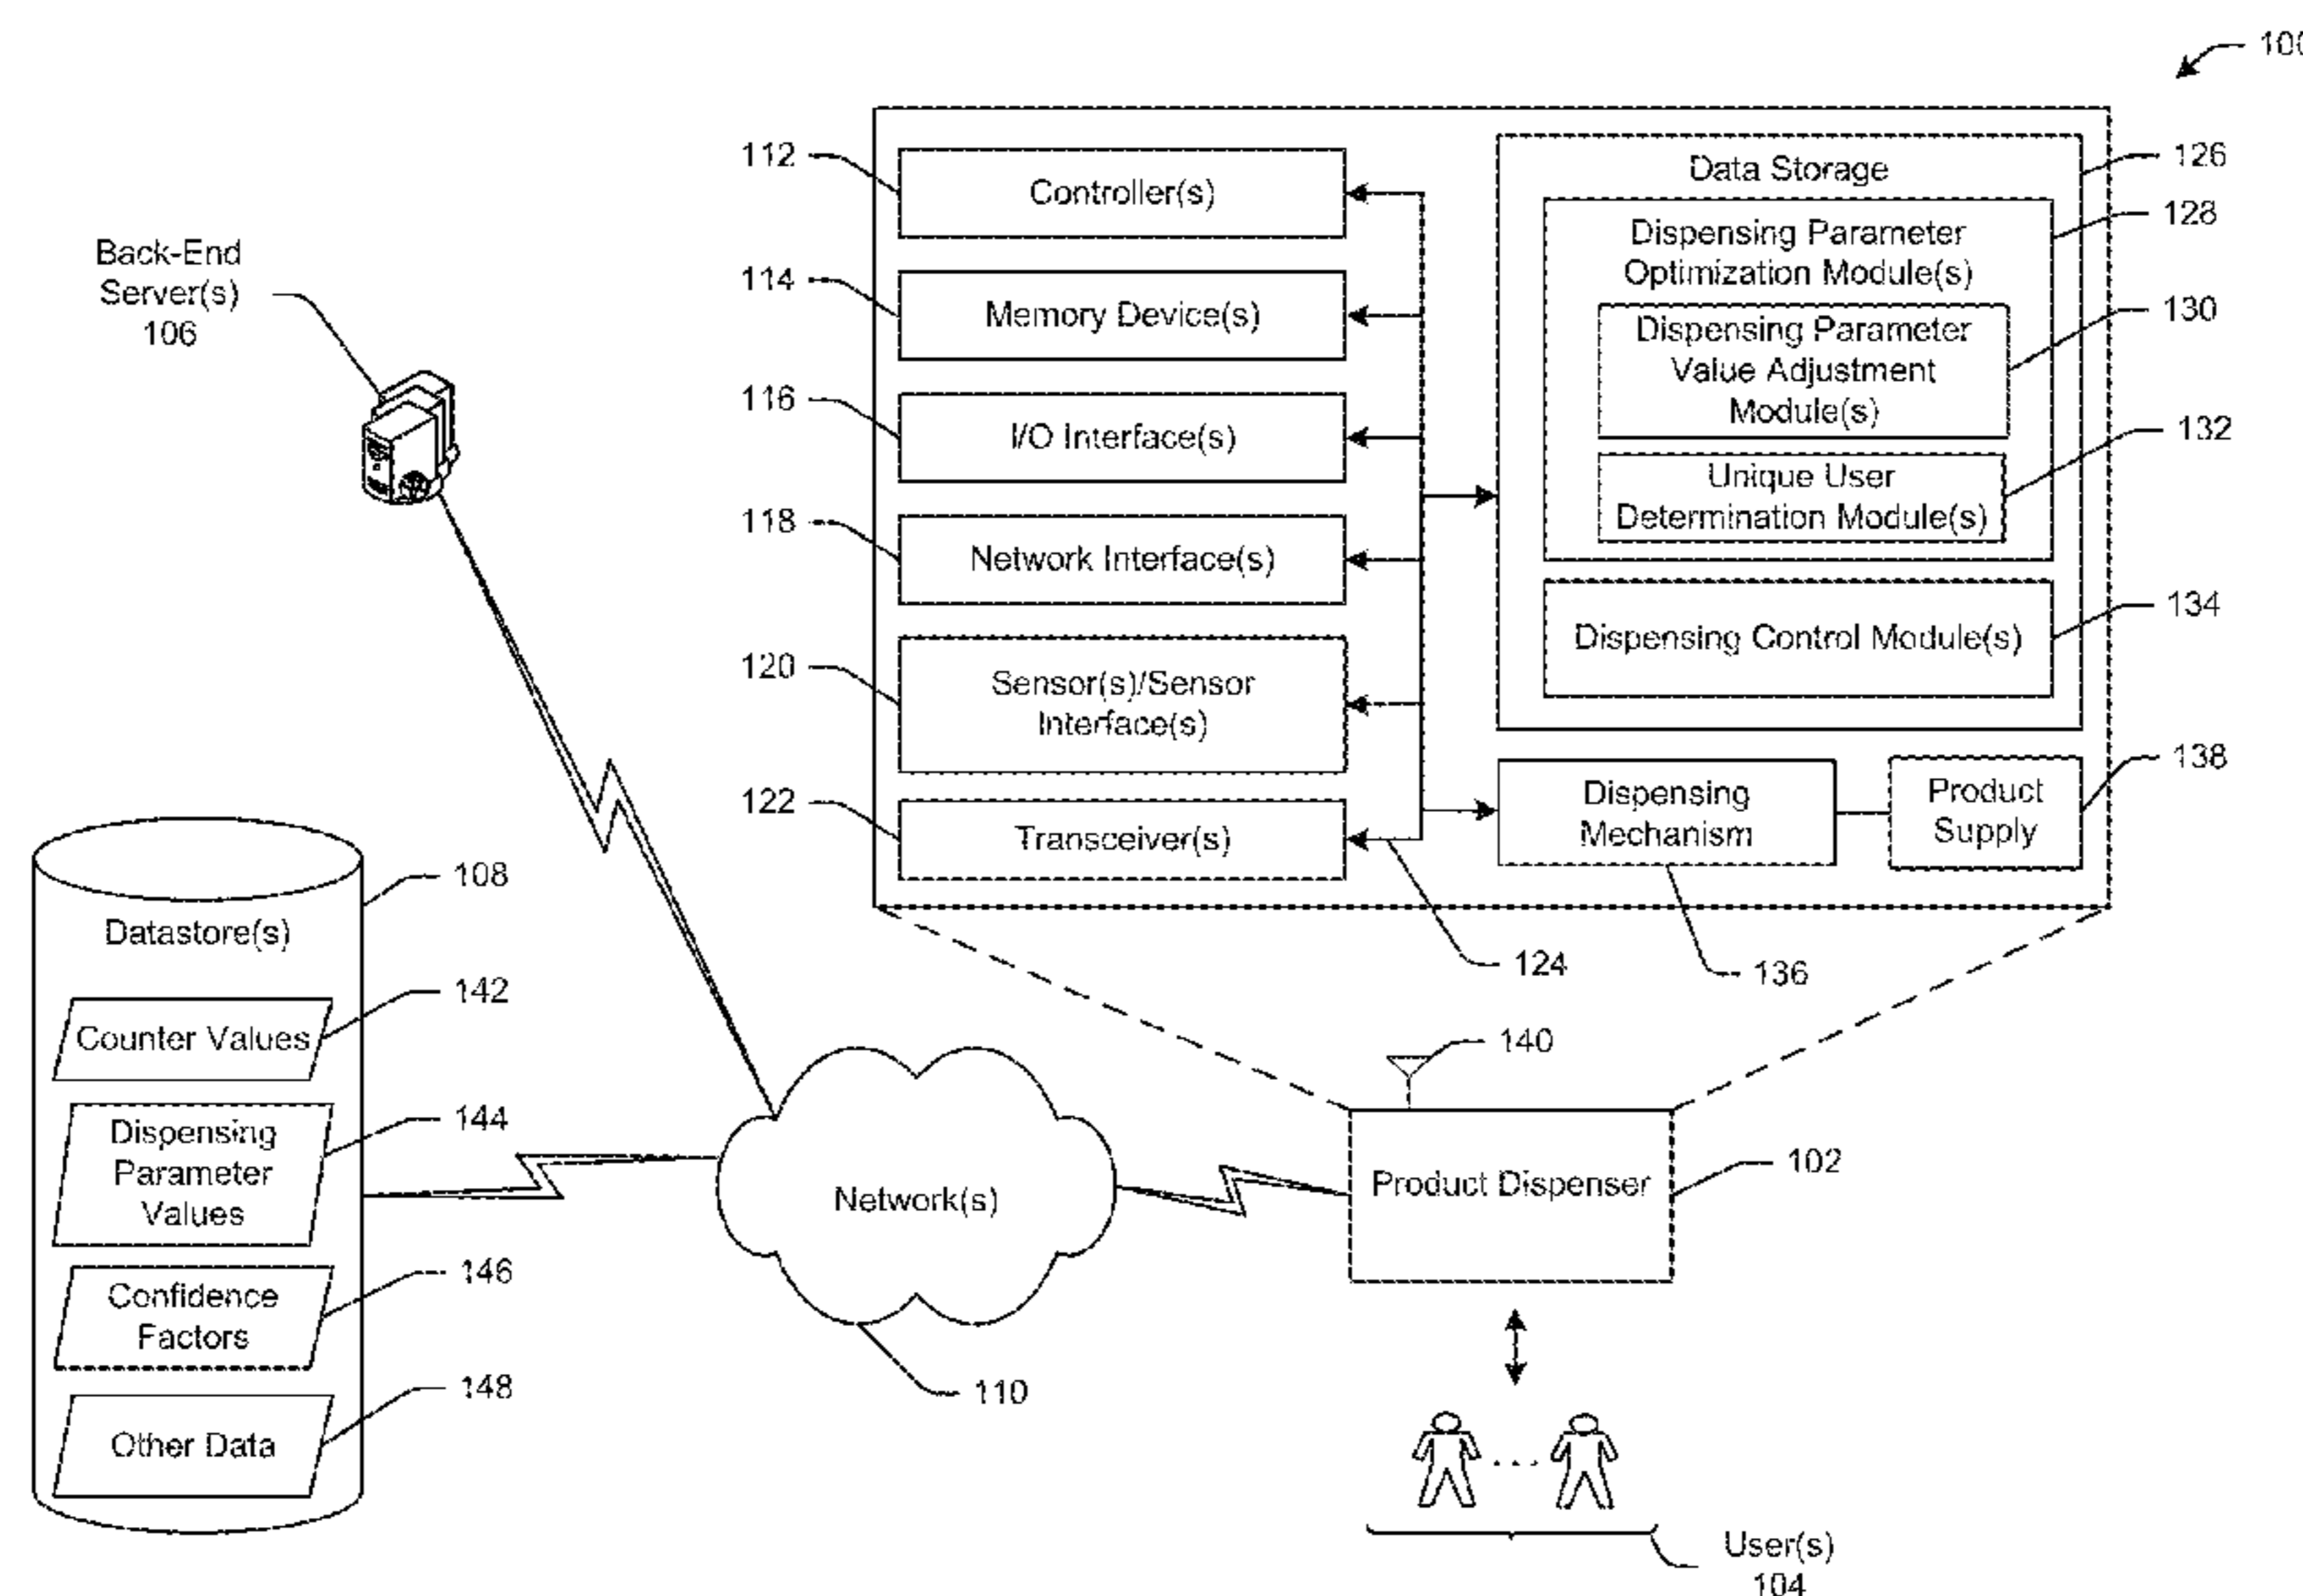 100
112
Controller(s)
Data Storage
126
128
Dispensing Parameter
Optimization Module(s)
Back-End
Server(s)
106
114
Memory Device(s)
130
Dispensing Parameter
Value Adjustment
Module(s)
116
I/O Interface(s)
132
Unique User
Determination Module(s)
118
Network Interface(s)
134
Dispensing Control Module(s)
120
Sensor(s)/Sensor
Interface(s)
138
122
Transceiver(s)
Dispensing
Mechanism
Product
Supply
108
Datastore(s)
124
136
142
Counter Values
140
144
Dispensing
Parameter
Values
Network(s)
Product Dispenser
102
146
Confidence
Factors
148
Other Data
110
User(s)
104